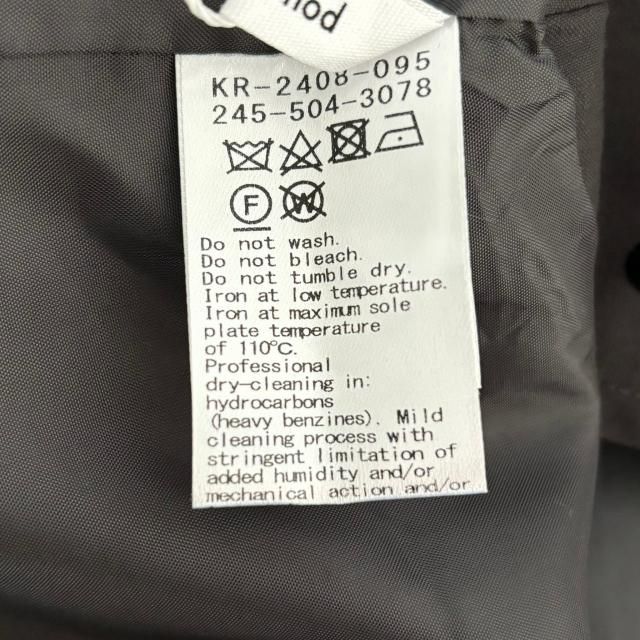 KR-2408-095
245-504-3078
F W
Do not wash.
Do not bleach.
Do not tumble dry.
Iron at low temperature.
Iron at maximum sole
plate temperature
of 110℃.
Professional
dry-cleaning in:
hydrocarbons
(heavy benzines). Mild
cleaning process with
stringent limitation of
added humidity and/or
mechanical action and/or